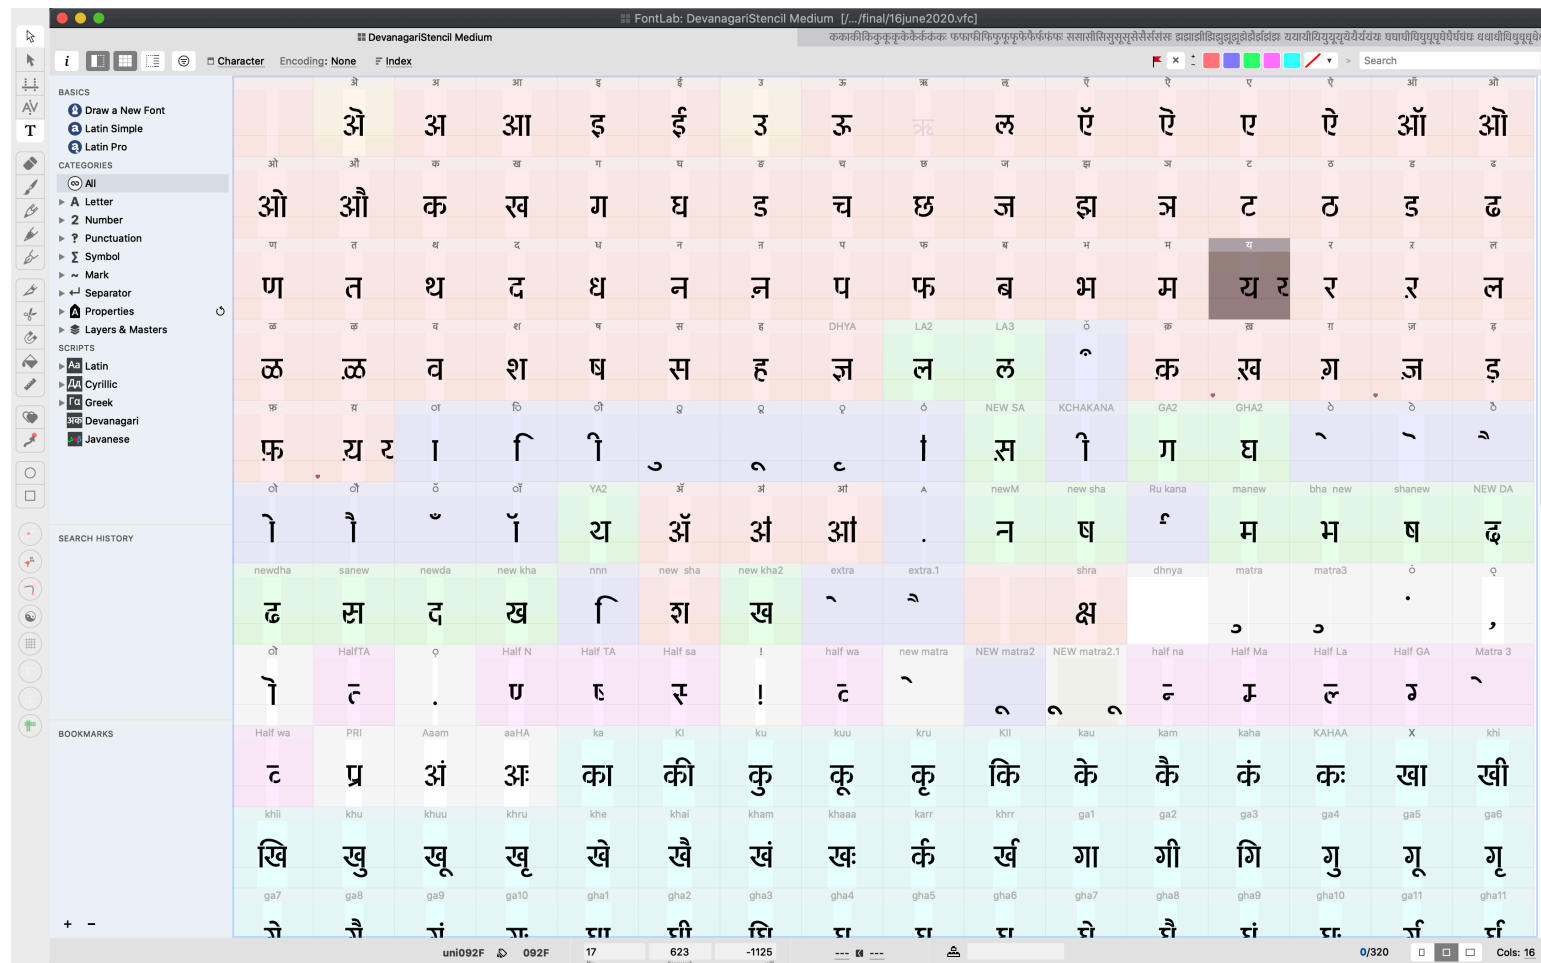 FontLab: DevanagariStencil Medium [/.../final/16june2020.vfc]
DevanagariStencil Medium
Character Encoding: None Index
Search
BASICS
Draw a New Font
Latin Simple
Latin Pro
CATEGORIES
All
Letter
Number
Punctuation
Symbol
Mark
Separator
Properties
Layers & Masters
SCRIPTS
Latin
Cyrillic
Greek
Devanagari
Javanese
SEARCH HISTORY
BOOKMARKS
ऄ अ आ इ ई उ ऊ ऋ ऌ ऍ ऎ ए ऐ ऑ ऒ
ओ औ क ख ग घ ङ च छ ज झ ञ ट ठ ड ढ
ण त थ द ध न ऩ प फ ब भ म य र ऱ ल
ळ ऴ व श ष स ह DHYA LA2 LA3 क़ ख़ ग़ ज़ ड़
फ़ य़ NEW SA KCHAKANA GA2 GHA2
YA2 newM new sha Ru kana manew bha new shanew NEW DA
newdha sanew newda new kha nnn new sha new kha2 extra extra.1 shra dhnya matra matra3
HalfTA Half N Half TA Half sa ! half wa new matra NEW matra2 NEW matra2.1 half na Half Ma Half La Half GA Matra 3
Half wa PRI Aaam aaHA ka KI ku kuu kru KII kau kam kaha KAHAA X khi
प्र अं अः का की कु कू कृ कि के कै कं कः खा खी
khii khu khuu khru khe khai kham khaaa karr khrr ga1 ga2 ga3 ga4 ga5 ga6
खि खु खू खृ खे खै खं खः र्क र्ख गा गी गि गु गू गृ
ga7 ga8 ga9 ga10 gha1 gha2 gha3 gha4 gha5 gha6 gha7 gha8 gha9 gha10 ga11 gha11
uni092F 092F 17 623 -1125 0/320 Cols: 16